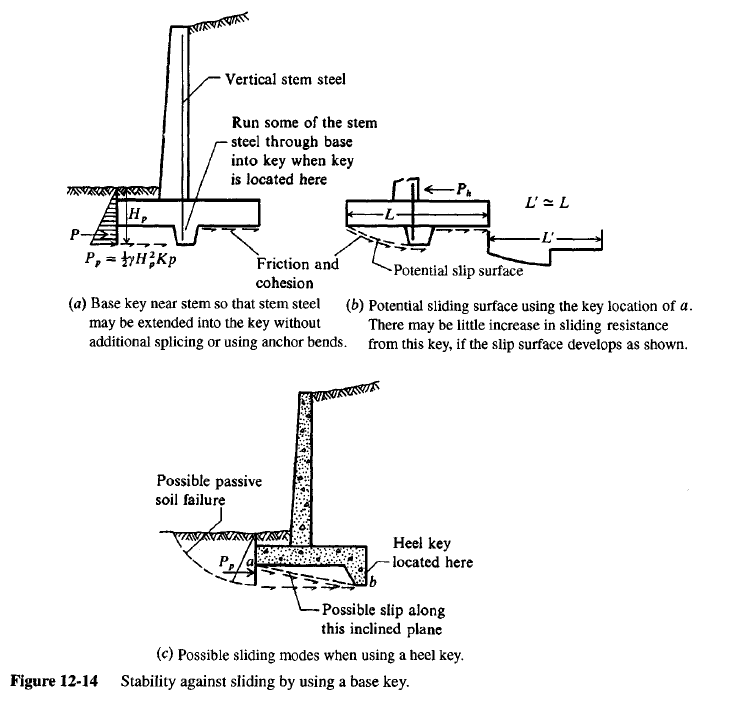 Vertical stem steel
Run some of the stem
steel through base
into key when key
is located here
H_p
P
P_p = ½γH_p²Kp
Friction and
cohesion
P_h
L
L' ≃ L
L'
Potential slip surface
(a) Base key near stem so that stem steel
may be extended into the key without
additional splicing or using anchor bends.
(b) Potential sliding surface using the key location of a.
There may be little increase in sliding resistance
from this key, if the slip surface develops as shown.
Possible passive
soil failure
P_p
a
b
Heel key
located here
Possible slip along
this inclined plane
(c) Possible sliding modes when using a heel key.
Figure 12-14 Stability against sliding by using a base key.